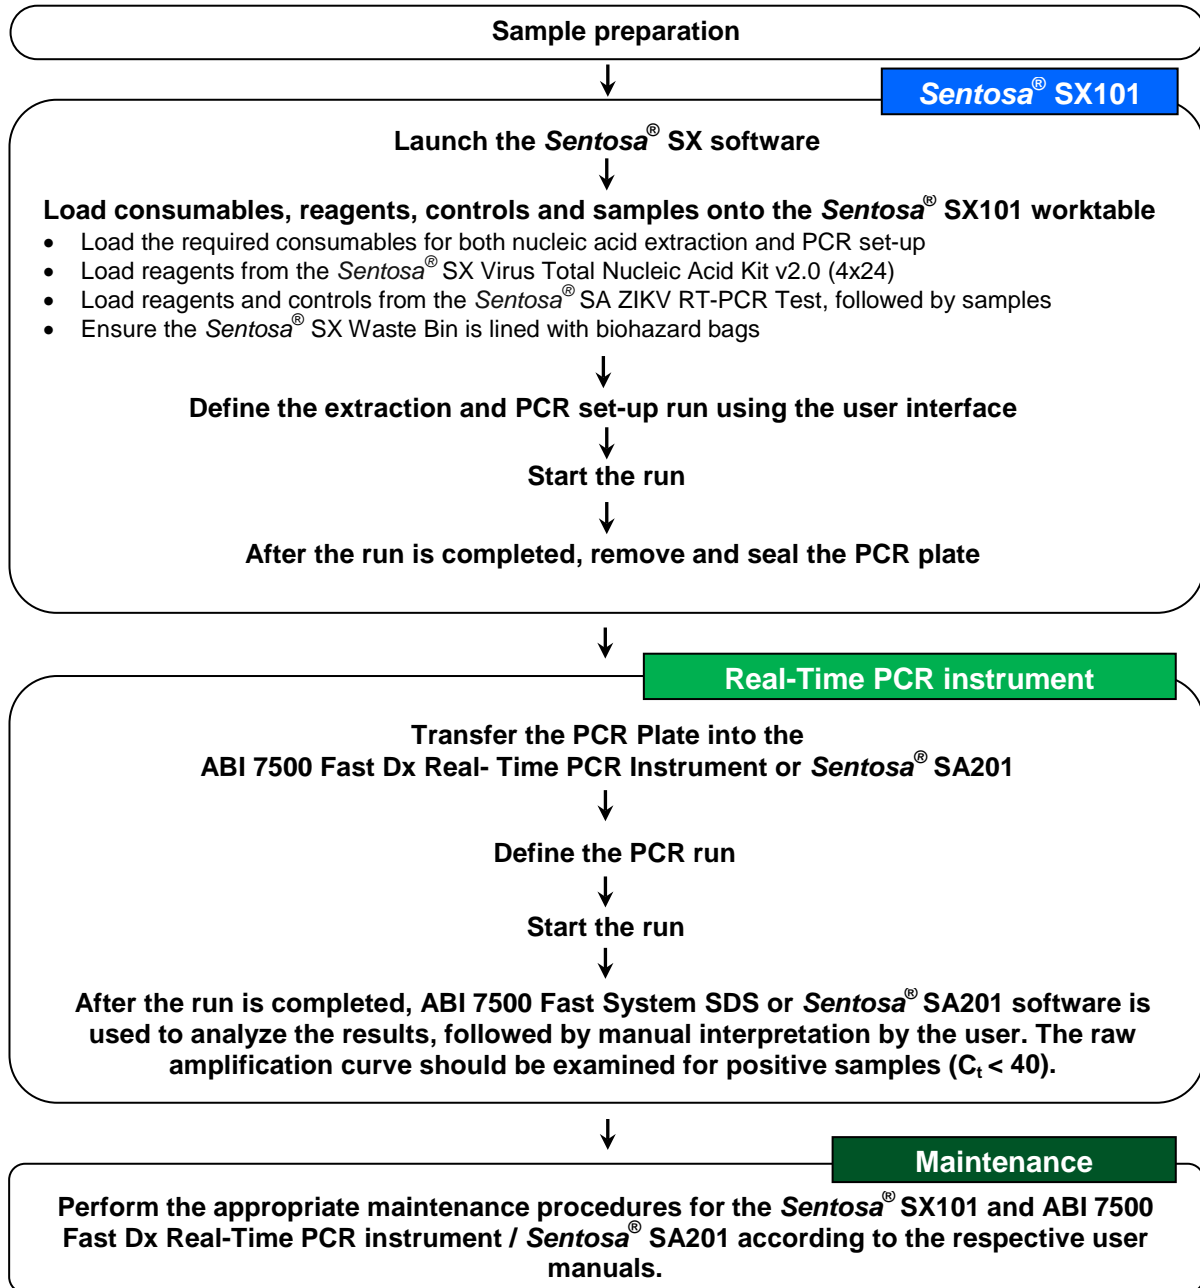 Sample preparation
Sentosa® SX101
Launch the Sentosa® SX software
Load consumables, reagents, controls and samples onto the Sentosa® SX101 worktable
• Load the required consumables for both nucleic acid extraction and PCR set-up
• Load reagents from the Sentosa® SX Virus Total Nucleic Acid Kit v2.0 (4x24)
• Load reagents and controls from the Sentosa® SA ZIKV RT-PCR Test, followed by samples
• Ensure the Sentosa® SX Waste Bin is lined with biohazard bags
Define the extraction and PCR set-up run using the user interface
Start the run
After the run is completed, remove and seal the PCR plate
Real-Time PCR instrument
Transfer the PCR Plate into the
ABI 7500 Fast Dx Real- Time PCR Instrument or Sentosa® SA201
Define the PCR run
Start the run
After the run is completed, ABI 7500 Fast System SDS or Sentosa® SA201 software is
used to analyze the results, followed by manual interpretation by the user. The raw
amplification curve should be examined for positive samples (Ct < 40).
Maintenance
Perform the appropriate maintenance procedures for the Sentosa® SX101 and ABI 7500
Fast Dx Real-Time PCR instrument / Sentosa® SA201 according to the respective user
manuals.